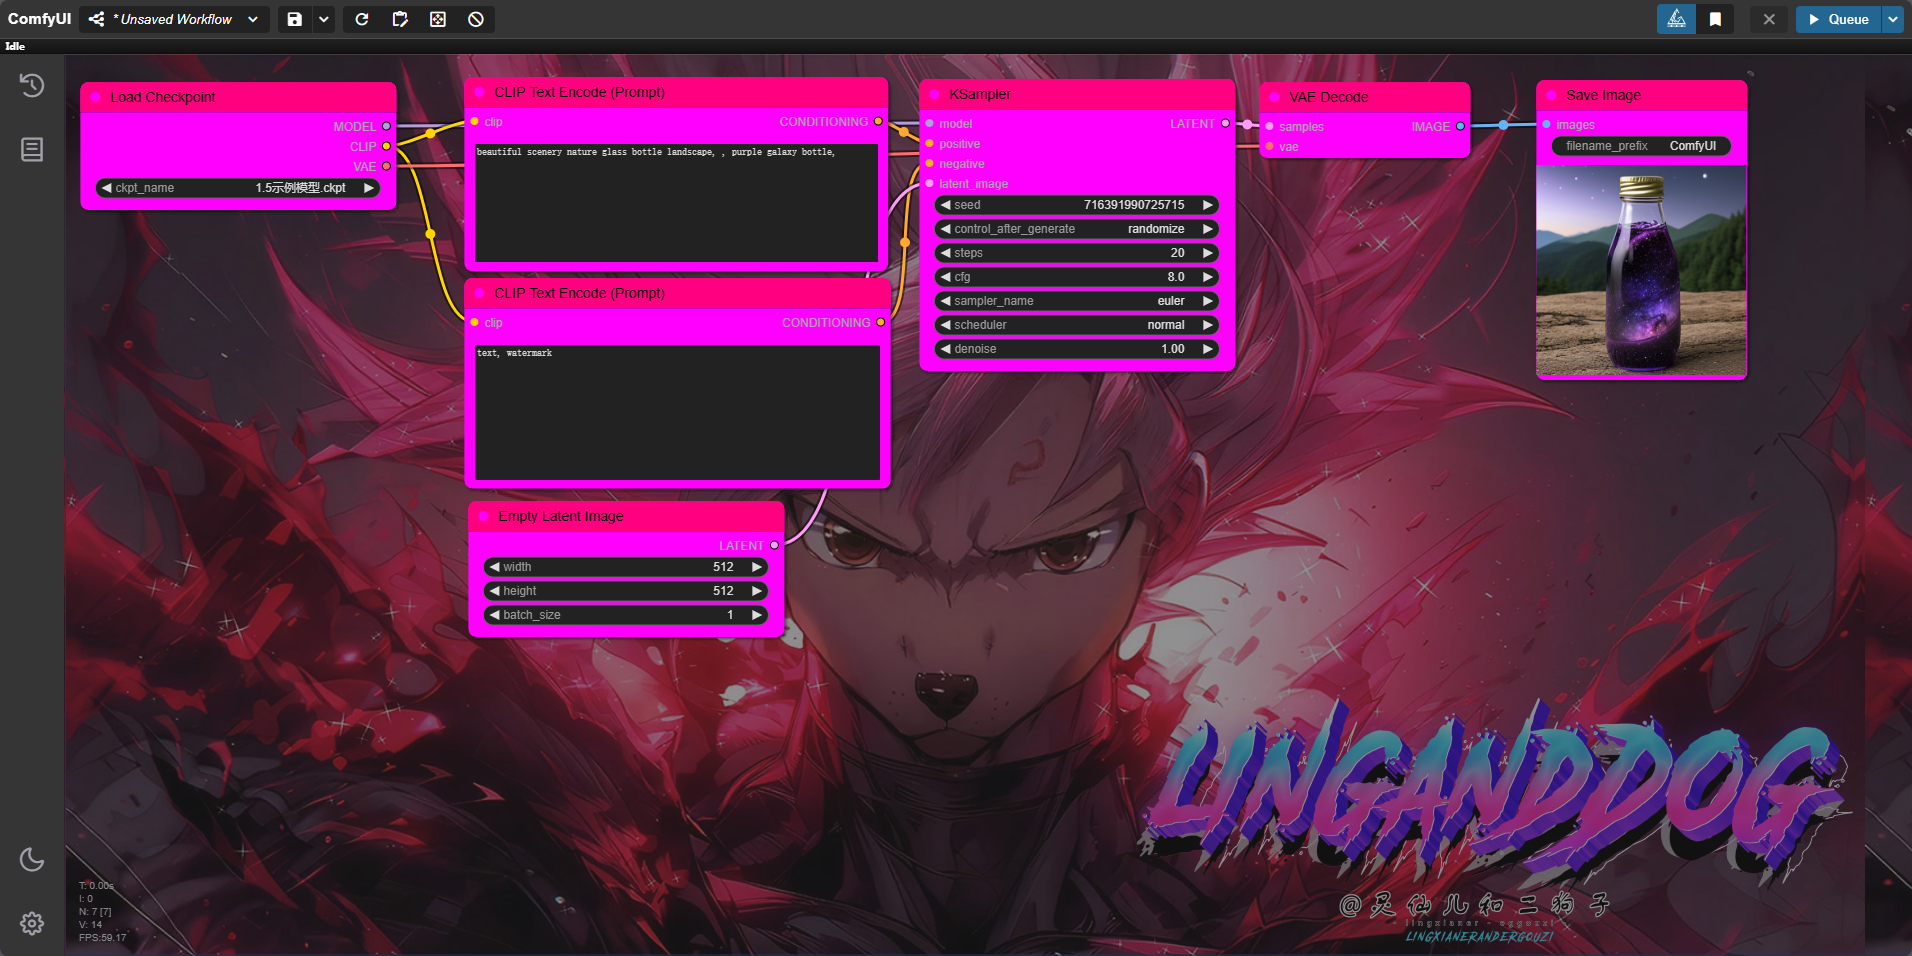 ComfyUI
* Unsaved Workflow
Queue
Idle
Load Checkpoint
MODEL
CLIP
VAE
ckpt_name 1.5示例模型.ckpt
CLIP Text Encode (Prompt)
clip CONDITIONING
beautiful scenery nature glass bottle landscape, , purple galaxy bottle,
CLIP Text Encode (Prompt)
clip CONDITIONING
text, watermark
Empty Latent Image
LATENT
width 512
height 512
batch_size 1
KSampler
model LATENT
positive
negative
latent_image
seed 716391990725715
control_after_generate randomize
steps 20
cfg 8.0
sampler_name euler
scheduler normal
denoise 1.00
VAE Decode
samples IMAGE
vae
Save Image
images
filename_prefix ComfyUI
LINGANDDOG
@灵仙儿和二狗子
LINGXIANERANDERGOUZI
T: 0.00s
I: 0
N: 7 [7]
V: 14
FPS:59.17